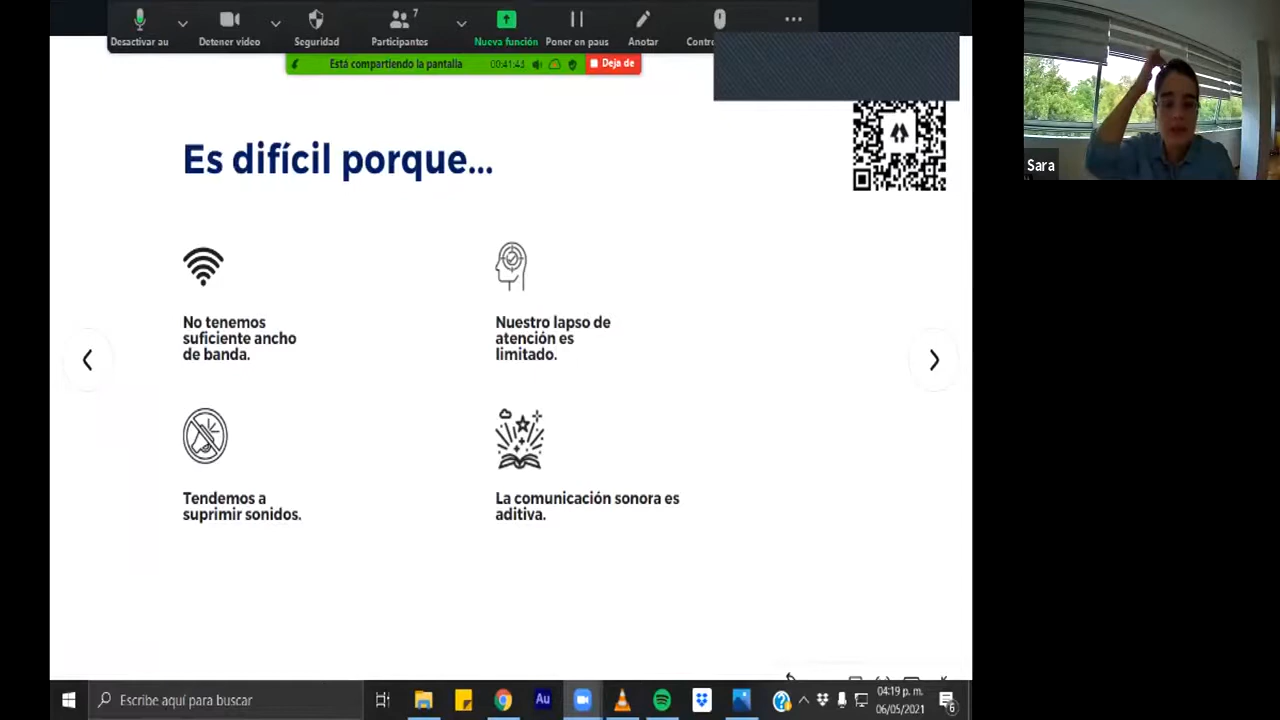 7
Desactivar au
Detener video
Seguridad
Participantes
Nueva función
Poner en paus
Anotar
Contro
Está compartiendo la pantalla
00:41:43
Deja de
Sara
Es difícil porque...
No tenemos
suficiente ancho
de banda.
Nuestro lapso de
atención es
limitado.
Tendemos a
suprimir sonidos.
La comunicación sonora es
aditiva.
Escribe aquí para buscar
Au
04:19 p. m.
06/05/2021
6